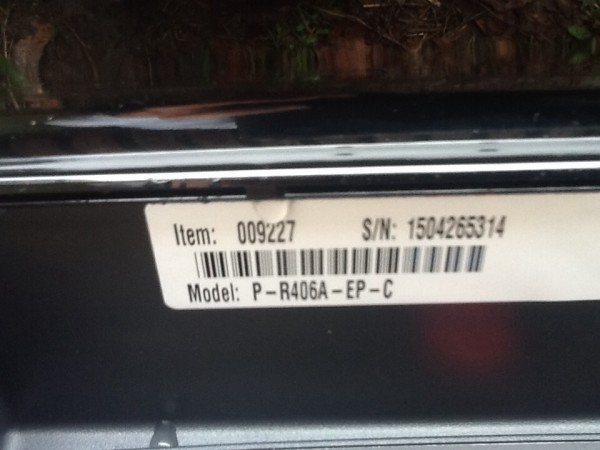 Item: 009227 S/N: 1504265314
Model: P-R406A-EP-C